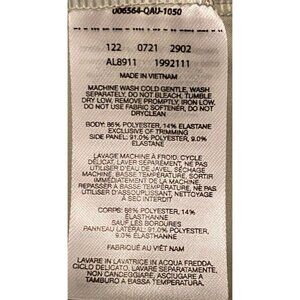 006564-QAU-1050
122 0721 2902
AL8911 1992111
MADE IN VIETNAM
MACHINE WASH COLD GENTLE, WASH
SEPARATELY, DO NOT BLEACH, TUMBLE
DRY LOW, REMOVE PROMPTLY, IRON LOW,
DO NOT USE FABRIC SOFTENER, DO NOT
DRYCLEAN
BODY: 86% POLYESTER, 14% ELASTANE
EXCLUSIVE OF TRIMMING
SIDE PANEL: 91.0% POLYESTER, 9.0%
ELASTANE
LAVAGE MACHINE À FROID, CYCLE
DÉLICAT, LAVER SÉPARÉMENT, NE PAS
UTILISER D'EAU DE JAVEL, SÉCHAGE
MACHINE, BASSE TEMPÉRATURE, SORTIR
IMMÉDIATEMENT DE LA MACHINE,
REPASSER À BASSE TEMPÉRATURE, NE PAS
UTILISER D'ASSOUPLISSANT, NETTOYAGE
À SEC INTERDIT
CORPS: 86% POLYESTER, 14%
ÉLASTHANNE
SAUF LES BORDURES
PANNEAU LATÉRAL: 91.0% POLYESTER,
9.0% ÉLASTHANNE
FABRIQUÉ AU VIÊT NAM
LAVARE IN LAVATRICE IN ACQUA FREDDA,
CICLO DELICATO, LAVARE SEPARATAMENTE,
NON CANDEGGIARE, ASCIUGARE A
TAMBURO A BASSA TEMPERATURA,